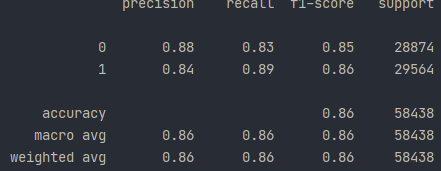 precision recall f1-score support
0 0.88 0.83 0.85 28874
1 0.84 0.89 0.86 29564
accuracy 0.86 58438
macro avg 0.86 0.86 0.86 58438
weighted avg 0.86 0.86 0.86 58438